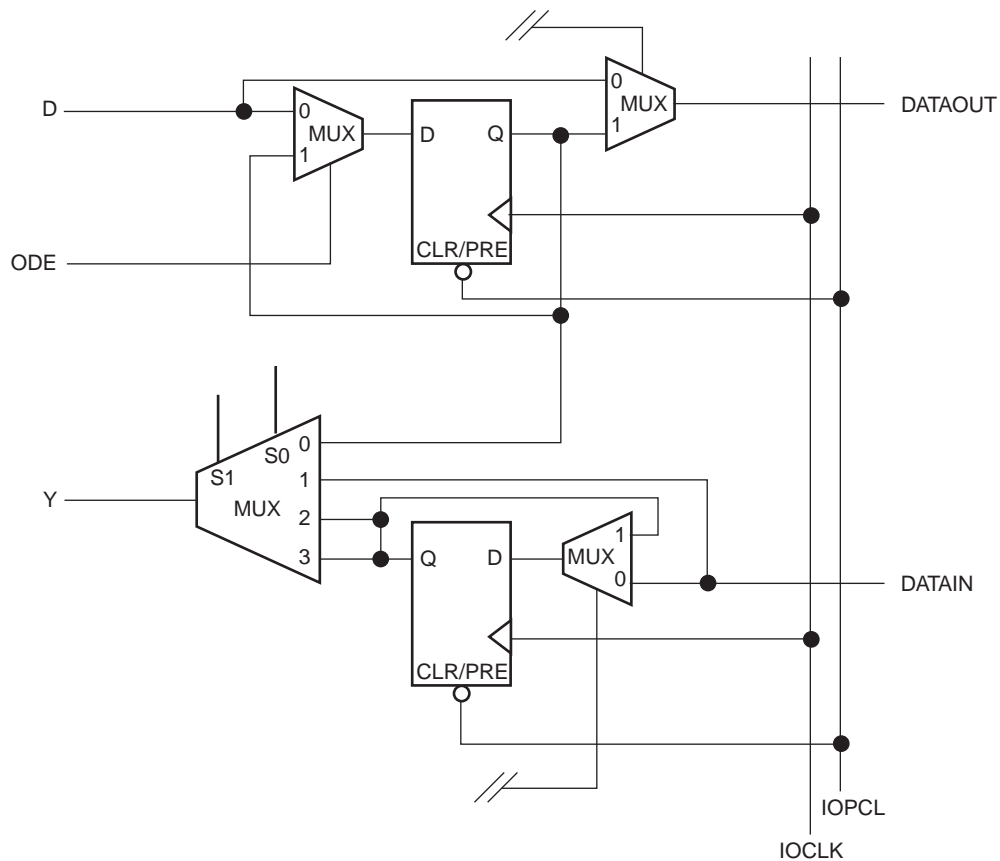 0
MUX
1
DATAOUT
D
0
MUX
1
D
Q
CLR/PRE
ODE
S1
S0
0
1
2
3
MUX
Y
Q
D
CLR/PRE
MUX
1
0
DATAIN
IOPCL
IOCLK